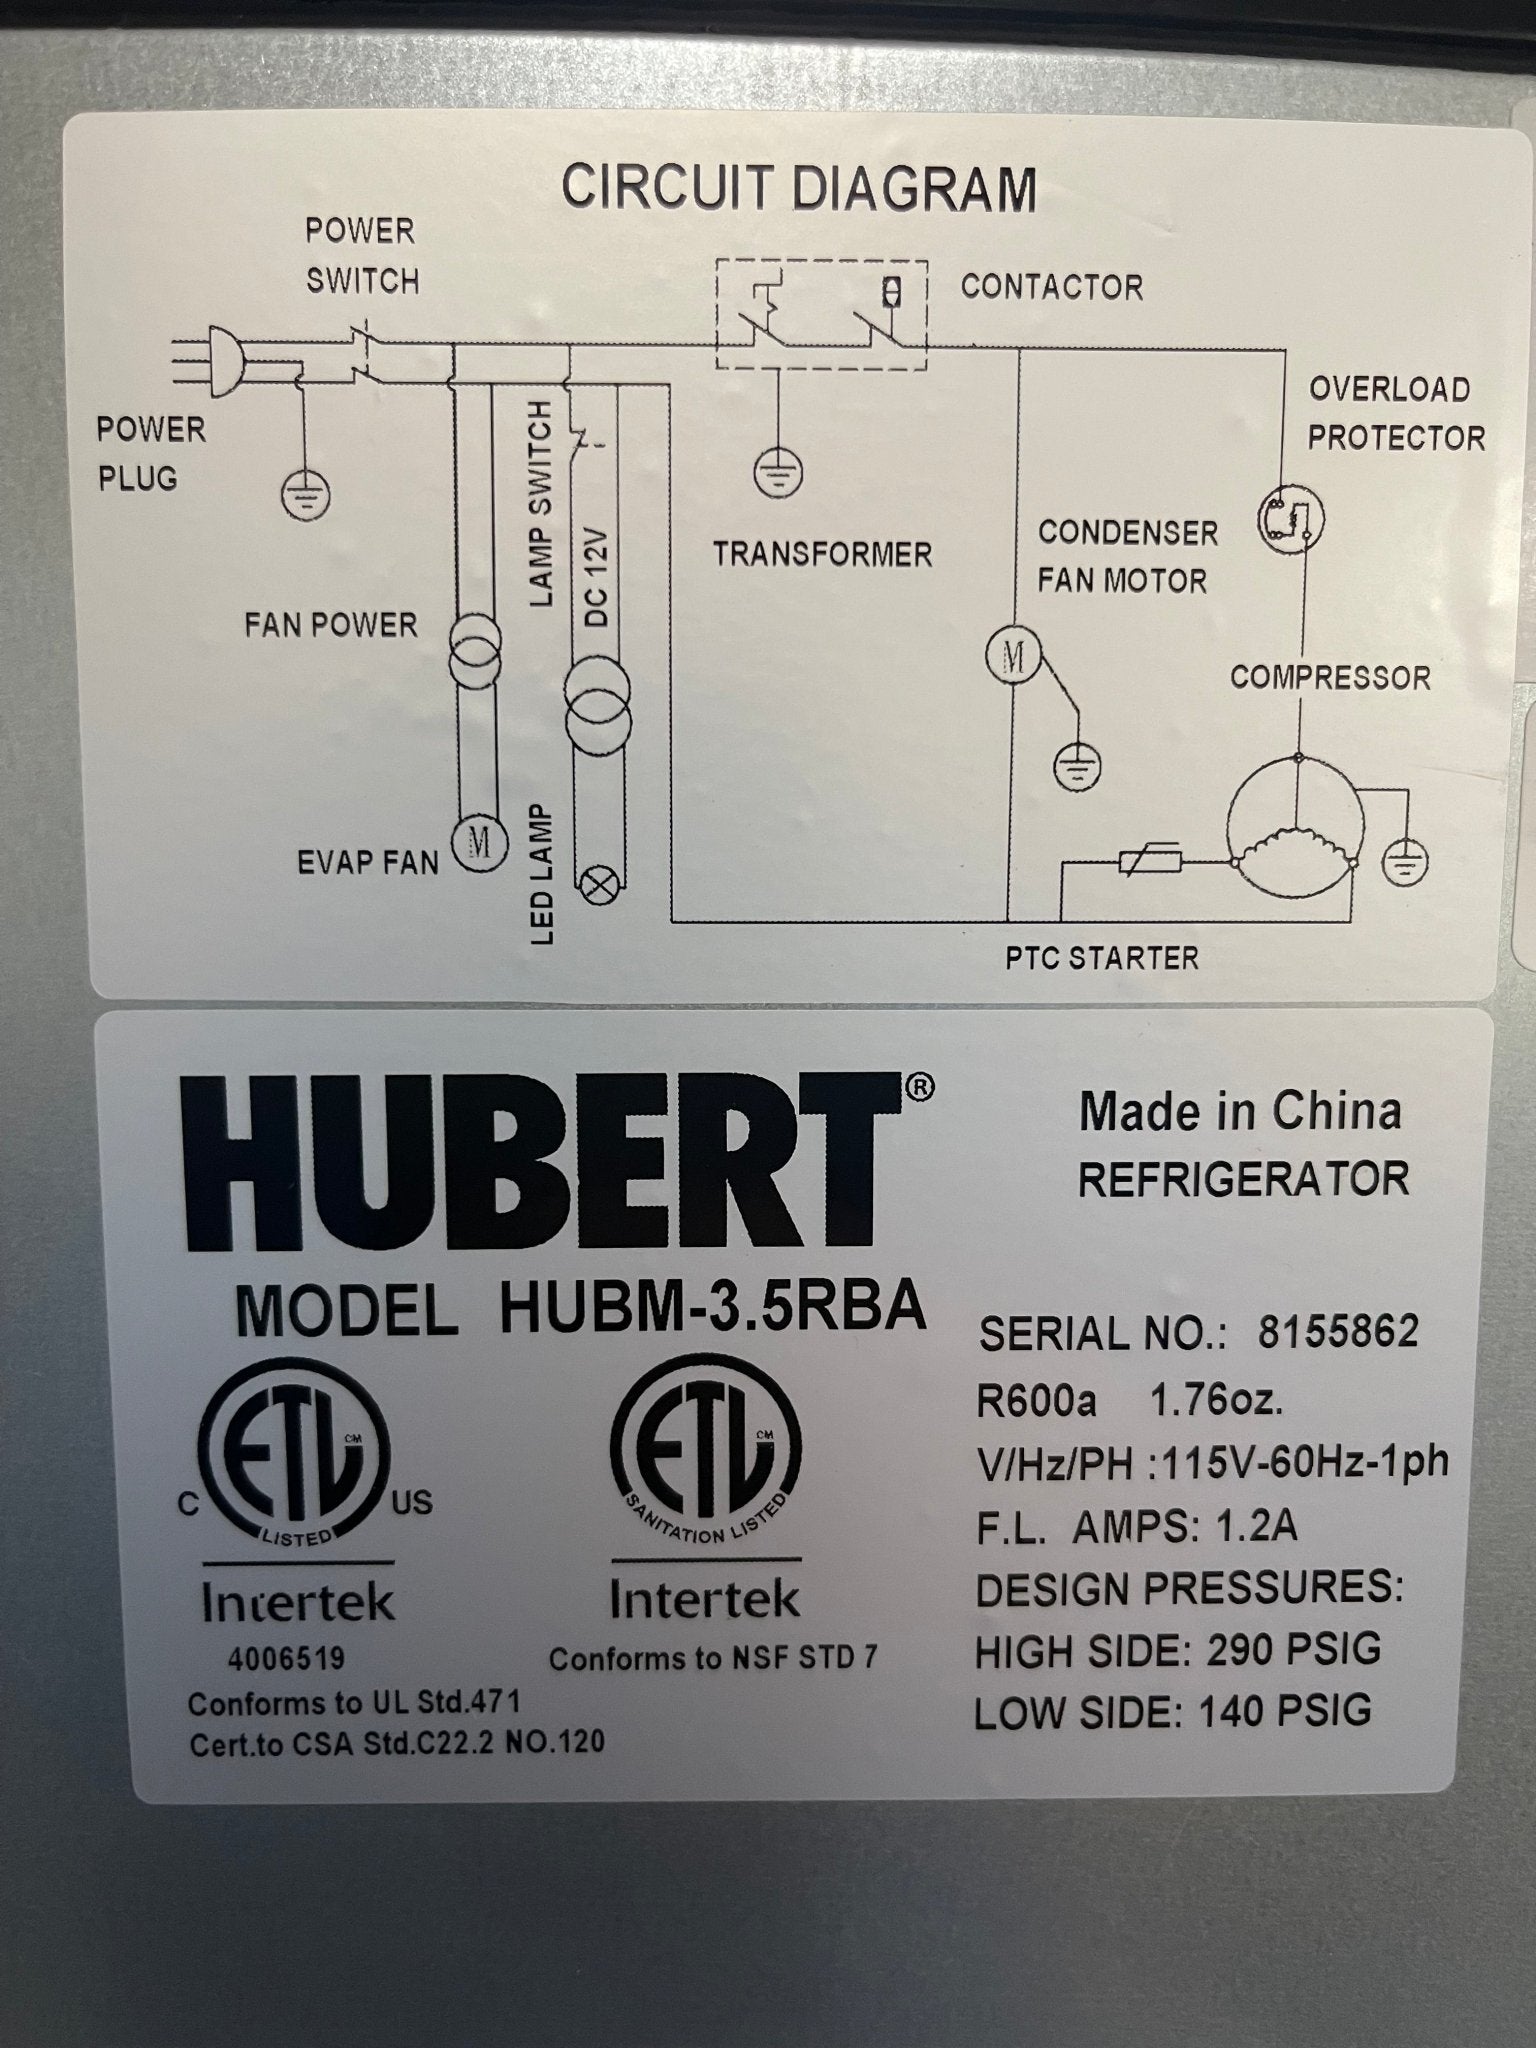 CIRCUIT DIAGRAM
POWER
SWITCH
CONTACTOR
OVERLOAD
PROTECTOR
POWER
PLUG
LAMP SWITCH
DC 12V
TRANSFORMER
CONDENSER
FAN MOTOR
FAN POWER
M
COMPRESSOR
EVAP FAN
M
LED LAMP
PTC STARTER
HUBERT®
Made in China
REFRIGERATOR
MODEL HUBM-3.5RBA
SERIAL NO.: 8155862
R600a 1.76oz.
V/Hz/PH :115V-60Hz-1ph
F.L. AMPS: 1.2A
DESIGN PRESSURES:
HIGH SIDE: 290 PSIG
LOW SIDE: 140 PSIG
ETL CM
C US
LISTED
Intertek
4006519
Conforms to UL Std.471
Cert.to CSA Std.C22.2 NO.120
ETL CM
SANITATION LISTED
Intertek
Conforms to NSF STD 7